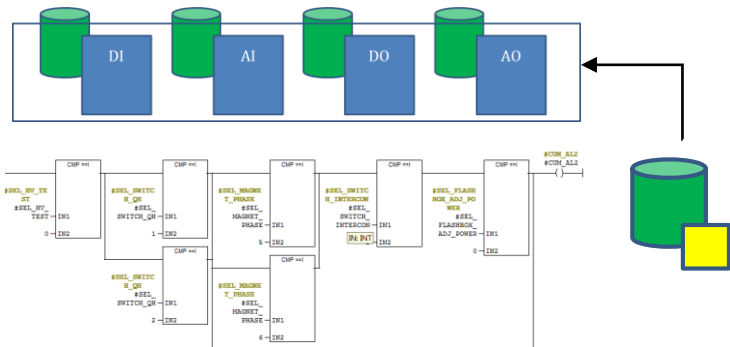 DI
AI
DO
AO
CMP ==I
CMP ==I
CMP ==I
CMP ==I
CMP ==I
#CUM_AL2
#CUM_AL2
#SEL_HV_TE
ST
#SEL_HV_
TEST IN1
0 IN2
#SEL_SWITC
H_QH
#SEL_
SWITCH_QH IN1
1 IN2
#SEL_MAGNE
T_PHASE
#SEL_
MAGNET_
PHASE IN1
5 IN2
#SEL_SWITC
H_INTERCON
#SEL_
SWITCH_
INTERCON IN1
IN: INT
IN2
#SEL_FLASH
BOX_ADJ_PO
WER
#SEL_
FLASHBOX_
ADJ_POWER IN1
0 IN2
CMP ==I
#SEL_SWITC
H_QH
#SEL_
SWITCH_QH IN1
2 IN2
CMP ==I
#SEL_MAGNE
T_PHASE
#SEL_
MAGNET_
PHASE IN1
6 IN2